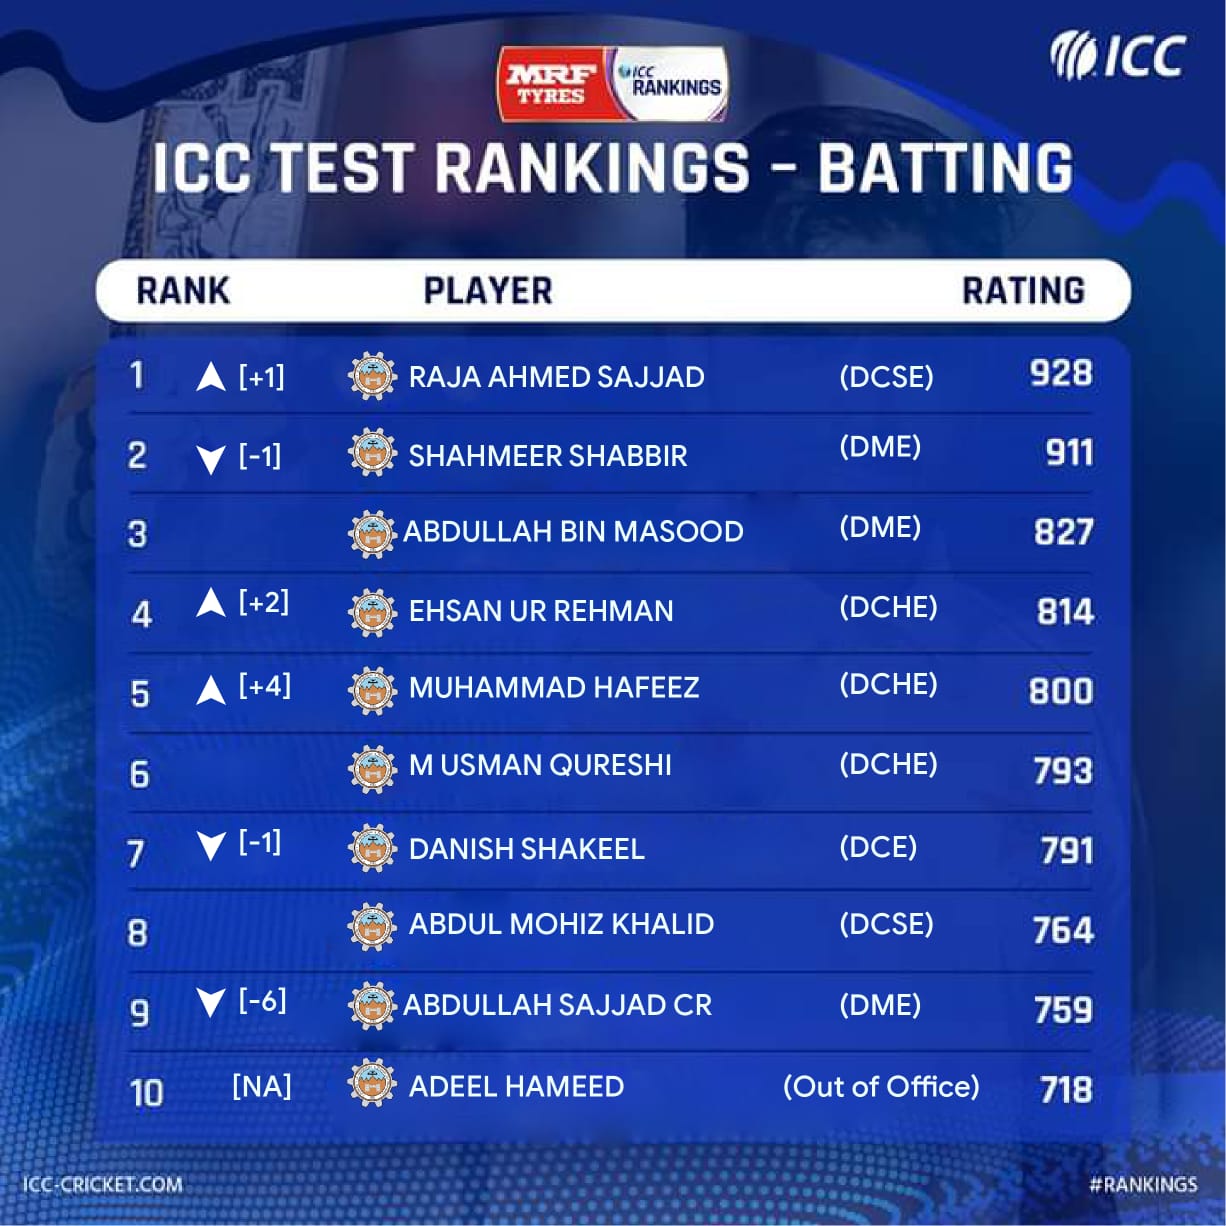 ICC
MRF
TYRES
ICC
RANKINGS
ICC TEST RANKINGS – BATTING
RANK PLAYER RATING
1 [+1] RAJA AHMED SAJJAD (DCSE) 928
2 [-1] SHAHMEER SHABBIR (DME) 911
3 ABDULLAH BIN MASOOD (DME) 827
4 [+2] EHSAN UR REHMAN (DCHE) 814
5 [+4] MUHAMMAD HAFEEZ (DCHE) 800
6 M USMAN QURESHI (DCHE) 793
7 [-1] DANISH SHAKEEL (DCE) 791
8 ABDUL MOHIZ KHALID (DCSE) 764
9 [-6] ABDULLAH SAJJAD CR (DME) 759
10 [NA] ADEEL HAMEED (Out of Office) 718
ICC-CRICKET.COM #RANKINGS